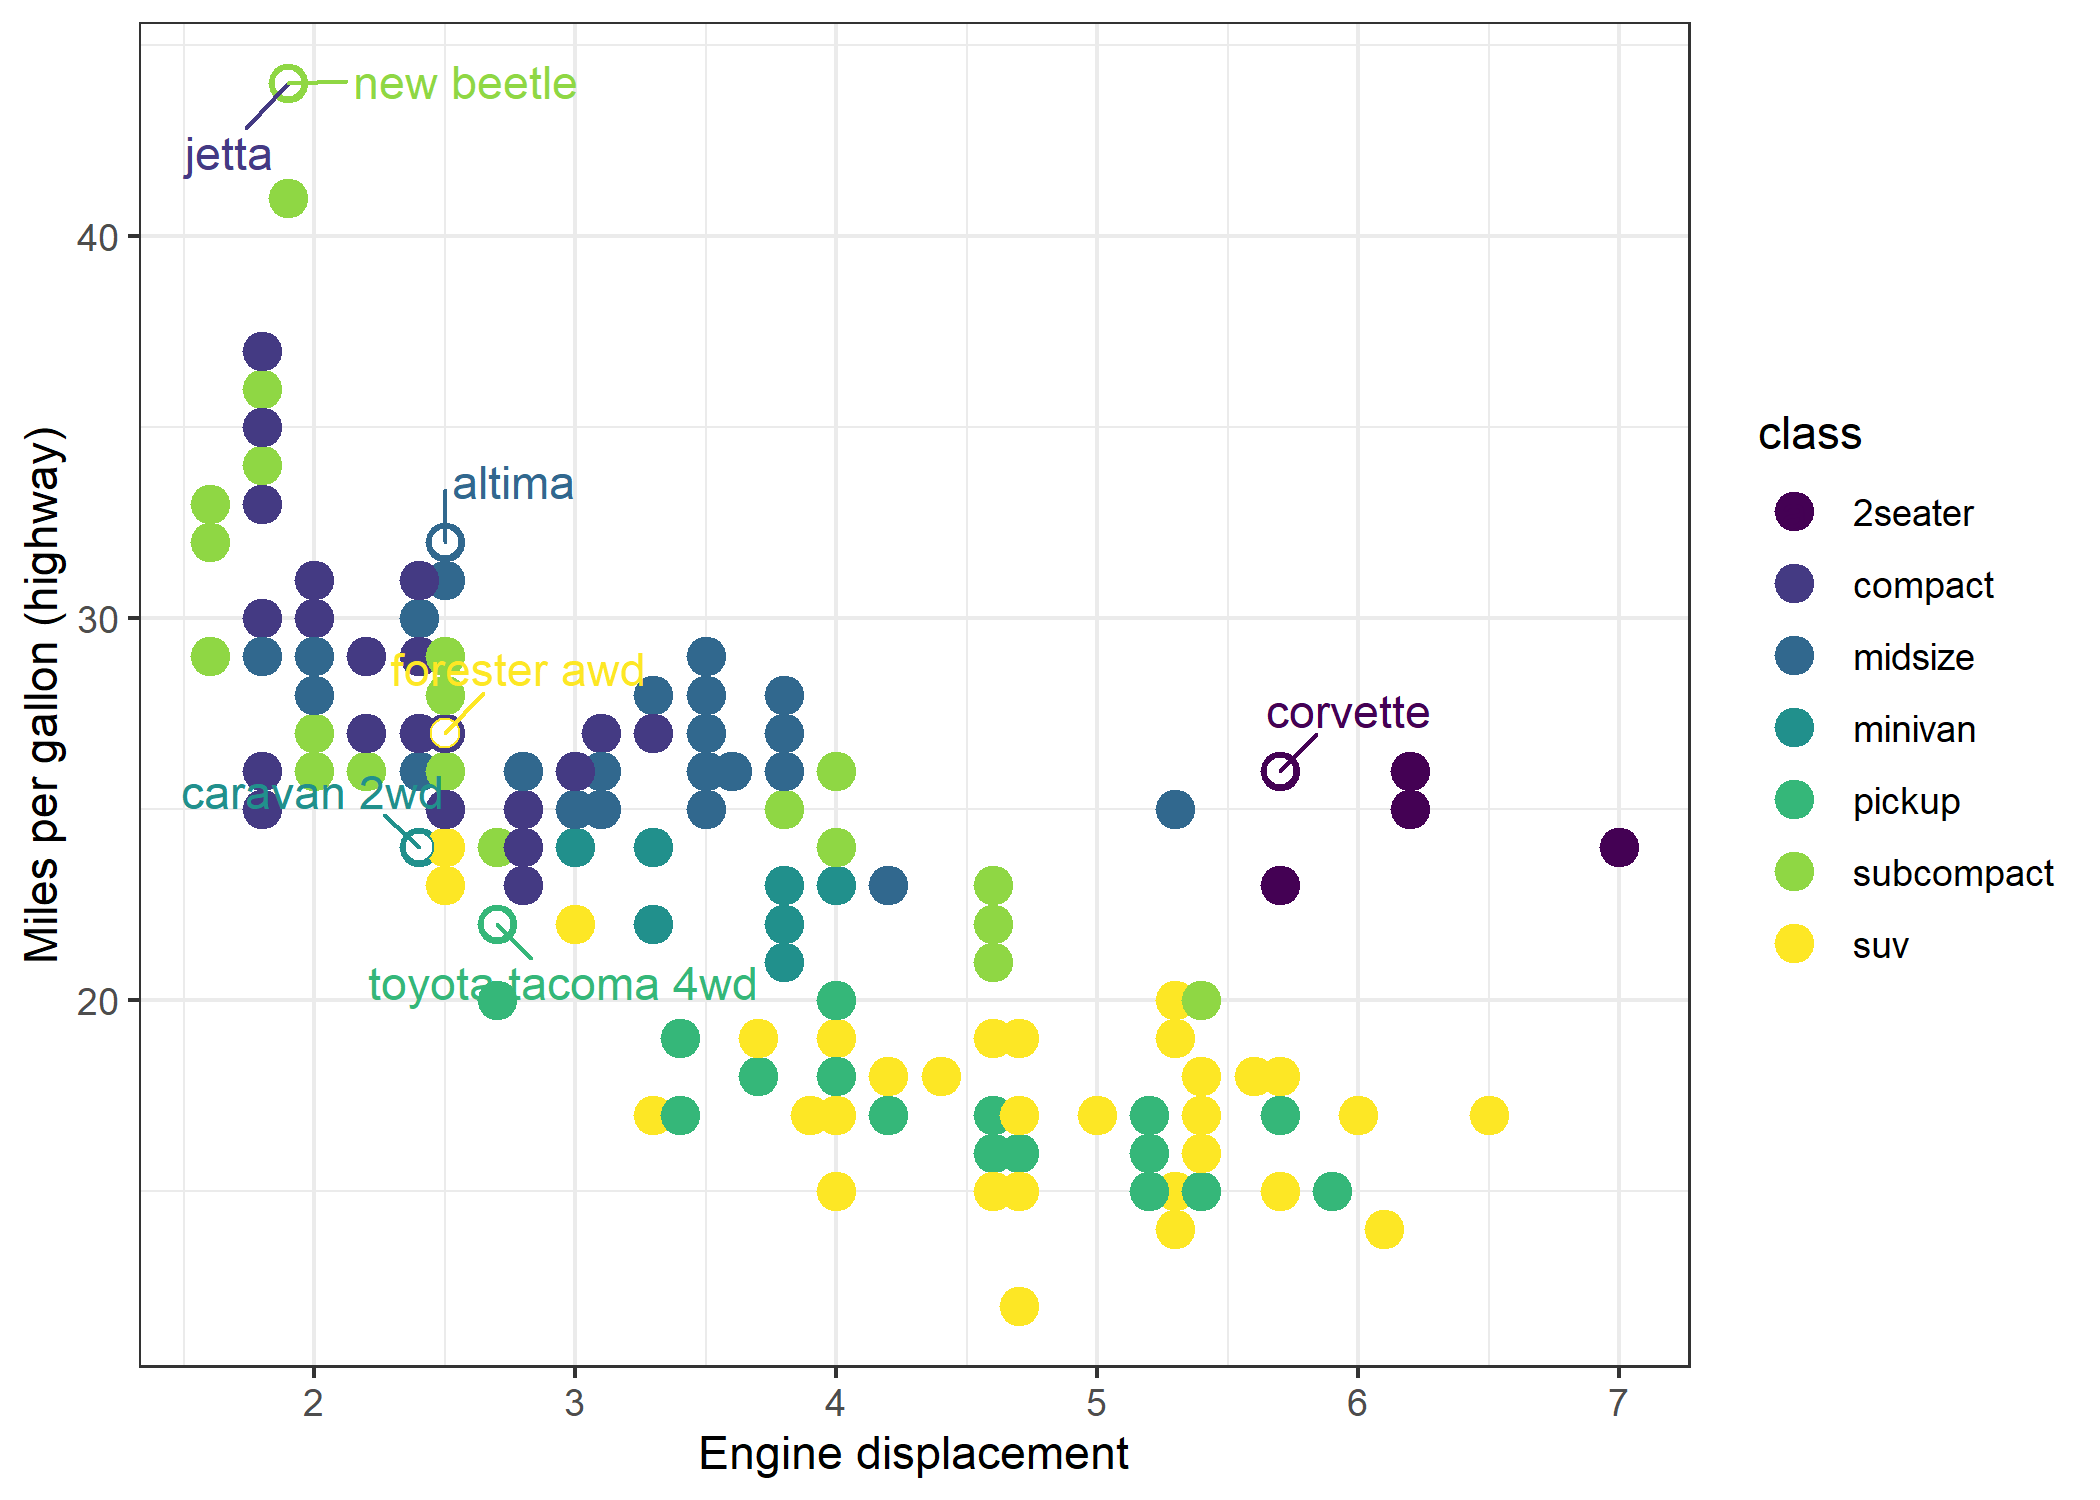 new beetle
jetta
40
altima
30
forester awd
corvette
caravan 2wd
toyota tacoma 4wd
20
2
3
4
5
6
7
Engine displacement
Miles per gallon (highway)
class
2seater
compact
midsize
minivan
pickup
subcompact
suv